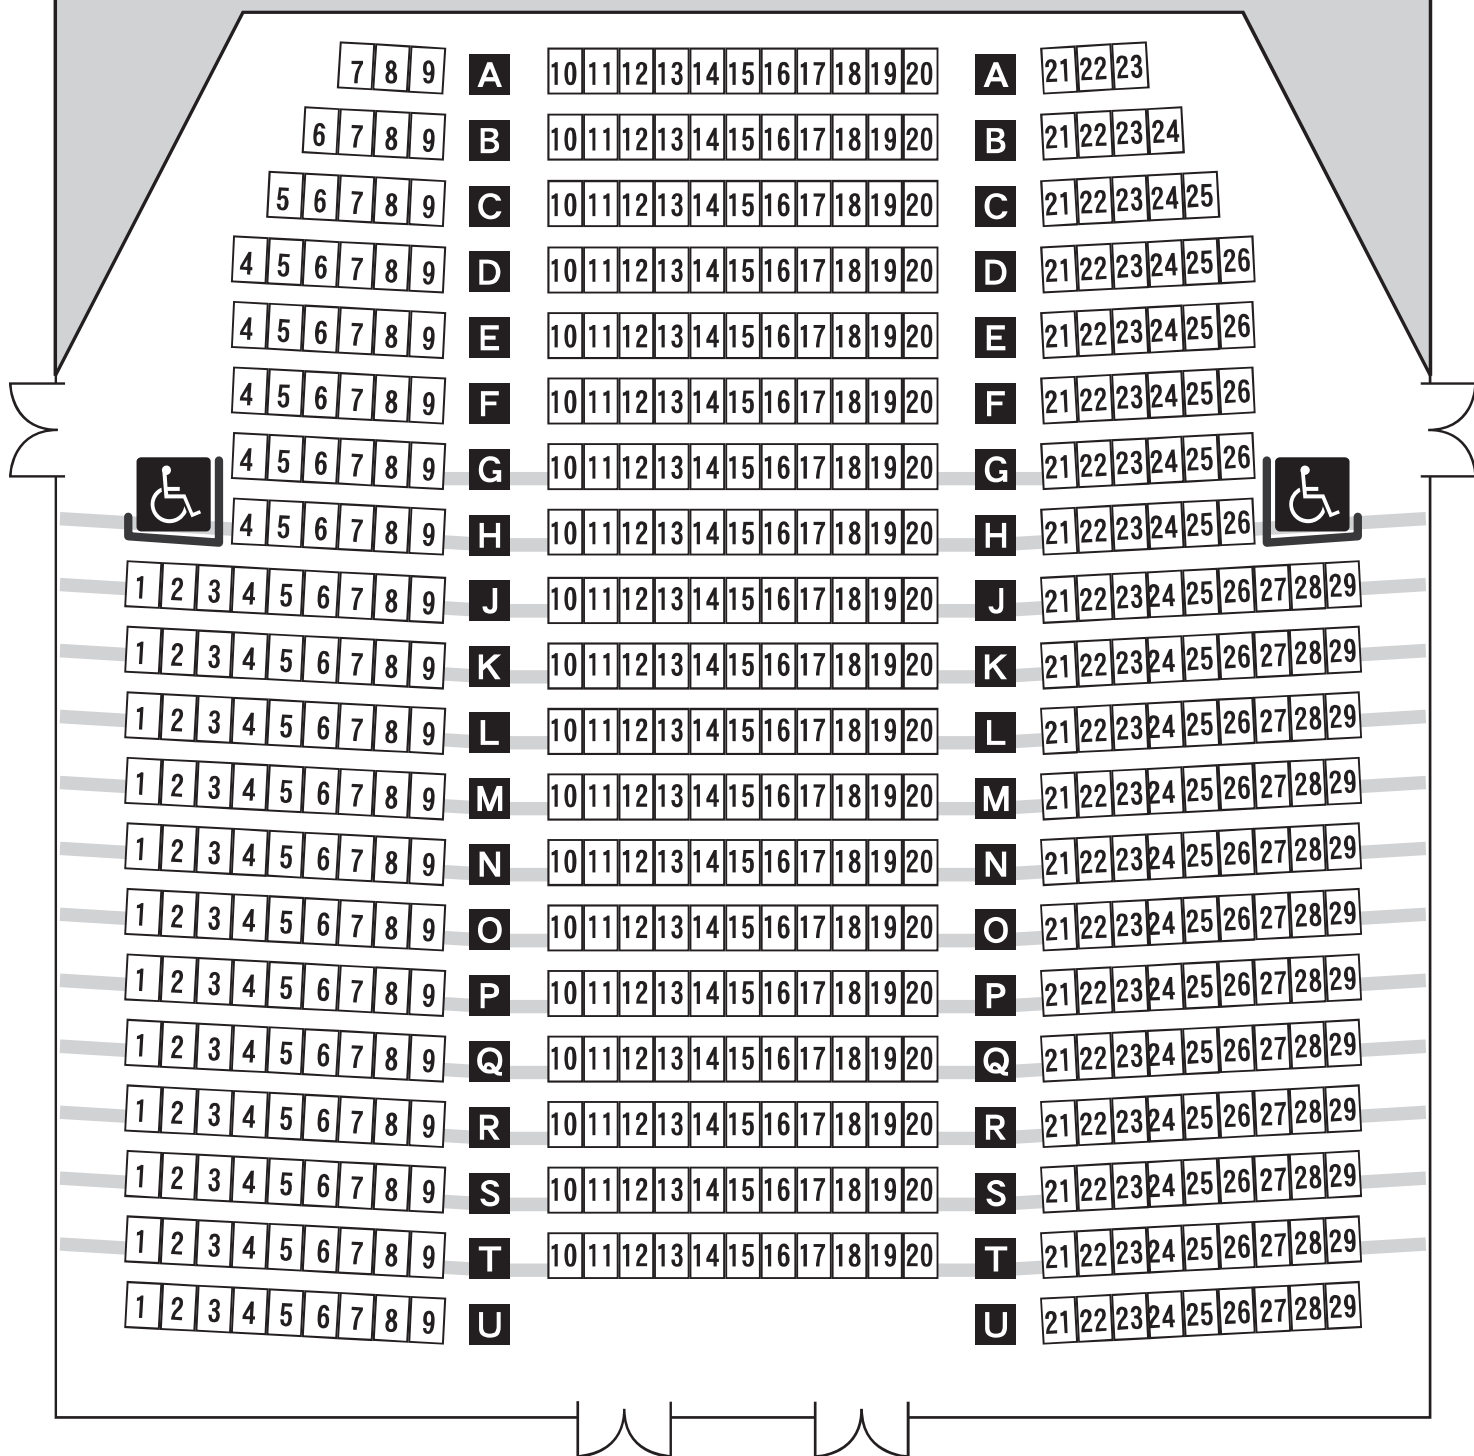 7 8 9 A 10 11 12 13 14 15 16 17 18 19 20 A 21 22 23
6 7 8 9 B 10 11 12 13 14 15 16 17 18 19 20 B 21 22 23 24
5 6 7 8 9 C 10 11 12 13 14 15 16 17 18 19 20 C 21 22 23 24 25
4 5 6 7 8 9 D 10 11 12 13 14 15 16 17 18 19 20 D 21 22 23 24 25 26
4 5 6 7 8 9 E 10 11 12 13 14 15 16 17 18 19 20 E 21 22 23 24 25 26
4 5 6 7 8 9 F 10 11 12 13 14 15 16 17 18 19 20 F 21 22 23 24 25 26
4 5 6 7 8 9 G 10 11 12 13 14 15 16 17 18 19 20 G 21 22 23 24 25 26
4 5 6 7 8 9 H 10 11 12 13 14 15 16 17 18 19 20 H 21 22 23 24 25 26
1 2 3 4 5 6 7 8 9 J 10 11 12 13 14 15 16 17 18 19 20 J 21 22 23 24 25 26 27 28 29
1 2 3 4 5 6 7 8 9 K 10 11 12 13 14 15 16 17 18 19 20 K 21 22 23 24 25 26 27 28 29
1 2 3 4 5 6 7 8 9 L 10 11 12 13 14 15 16 17 18 19 20 L 21 22 23 24 25 26 27 28 29
1 2 3 4 5 6 7 8 9 M 10 11 12 13 14 15 16 17 18 19 20 M 21 22 23 24 25 26 27 28 29
1 2 3 4 5 6 7 8 9 N 10 11 12 13 14 15 16 17 18 19 20 N 21 22 23 24 25 26 27 28 29
1 2 3 4 5 6 7 8 9 O 10 11 12 13 14 15 16 17 18 19 20 O 21 22 23 24 25 26 27 28 29
1 2 3 4 5 6 7 8 9 P 10 11 12 13 14 15 16 17 18 19 20 P 21 22 23 24 25 26 27 28 29
1 2 3 4 5 6 7 8 9 Q 10 11 12 13 14 15 16 17 18 19 20 Q 21 22 23 24 25 26 27 28 29
1 2 3 4 5 6 7 8 9 R 10 11 12 13 14 15 16 17 18 19 20 R 21 22 23 24 25 26 27 28 29
1 2 3 4 5 6 7 8 9 S 10 11 12 13 14 15 16 17 18 19 20 S 21 22 23 24 25 26 27 28 29
1 2 3 4 5 6 7 8 9 T 10 11 12 13 14 15 16 17 18 19 20 T 21 22 23 24 25 26 27 28 29
1 2 3 4 5 6 7 8 9 U U 21 22 23 24 25 26 27 28 29